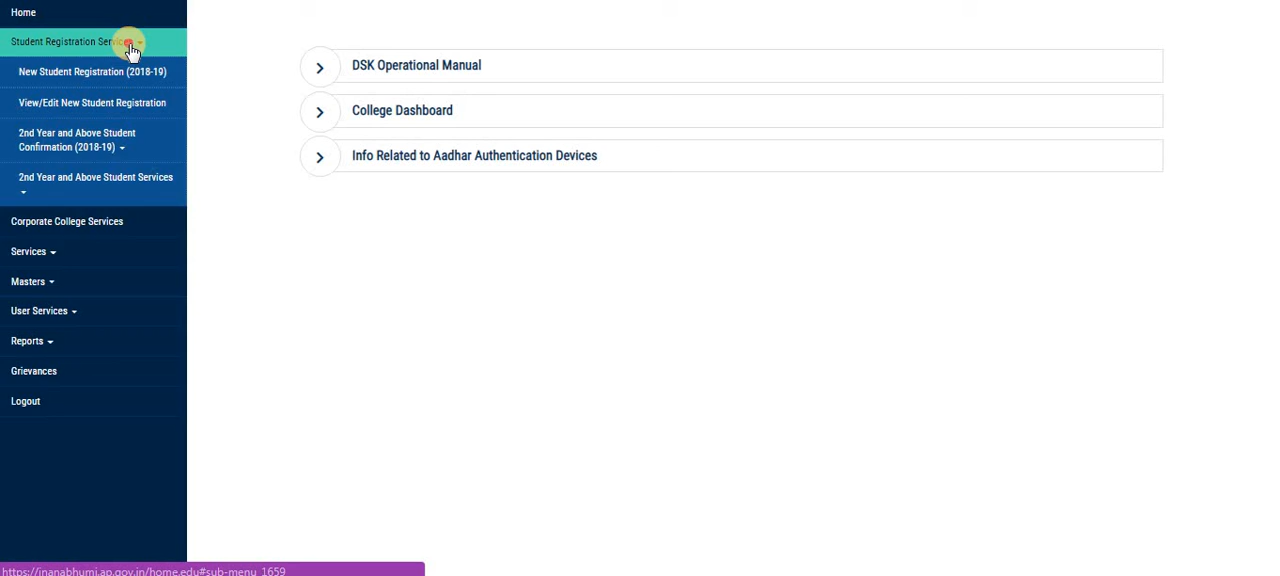 Home
Student Registration Services
New Student Registration (2018-19)
View/Edit New Student Registration
2nd Year and Above Student
Confirmation (2018-19)
2nd Year and Above Student Services
Corporate College Services
Services
Masters
User Services
Reports
Grievances
Logout
DSK Operational Manual
College Dashboard
Info Related to Aadhar Authentication Devices
https://jnanabhumi.ap.gov.in/home.edu#sub-menu_1659